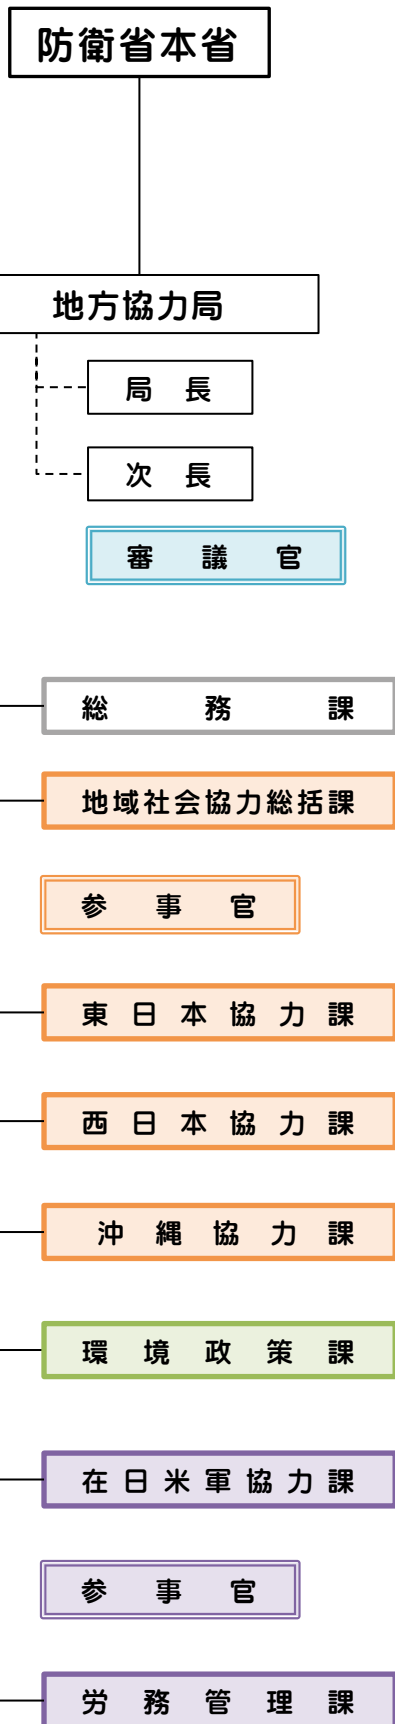 防衛省本省
地方協力局
局長
次長
審議官
総務課
地域社会協力総括課
参事官
東日本協力課
西日本協力課
沖縄協力課
環境政策課
在日米軍協力課
参事官
労務管理課